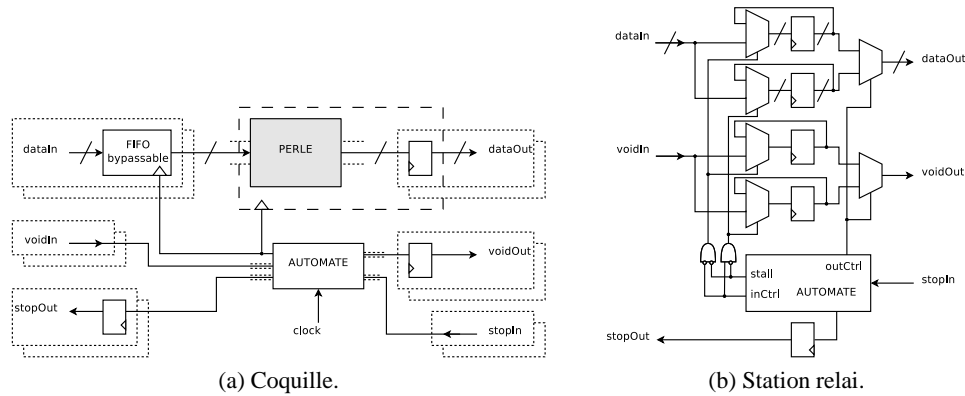 dataIn
FIFO
bypassable
PERLE
dataOut
voidIn
AUTOMATE
voidOut
stopOut
clock
stopIn
(a) Coquille.
dataIn
dataOut
voidIn
voidOut
outCtrl
stall
inCtrl
AUTOMATE
stopIn
stopOut
(b) Station relai.